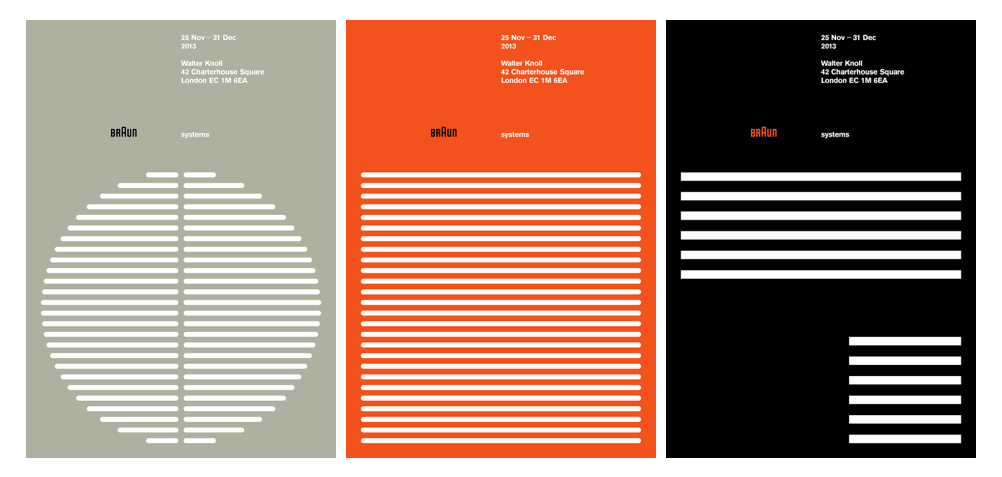 25 Nov – 31 Dec
2013
Walter Knoll
42 Charterhouse Square
London EC 1M 6EA
BRAUN
systems
25 Nov – 31 Dec
2013
Walter Knoll
42 Charterhouse Square
London EC 1M 6EA
BRAUN
systems
25 Nov – 31 Dec
2013
Walter Knoll
42 Charterhouse Square
London EC 1M 6EA
BRAUN
systems